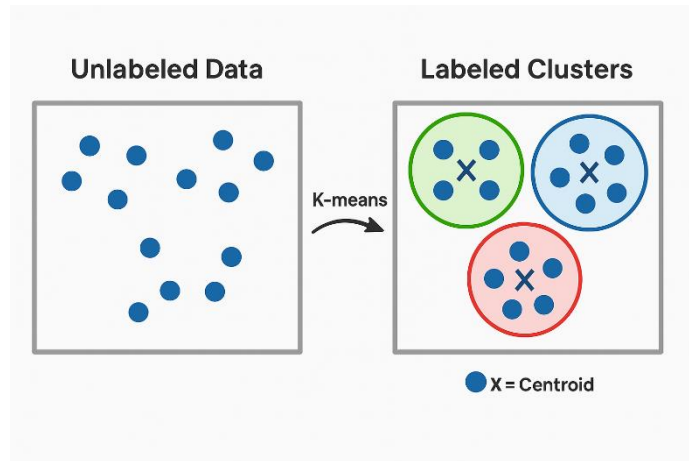 Unlabeled Data
Labeled Clusters
K-means
X
X
X
X = Centroid